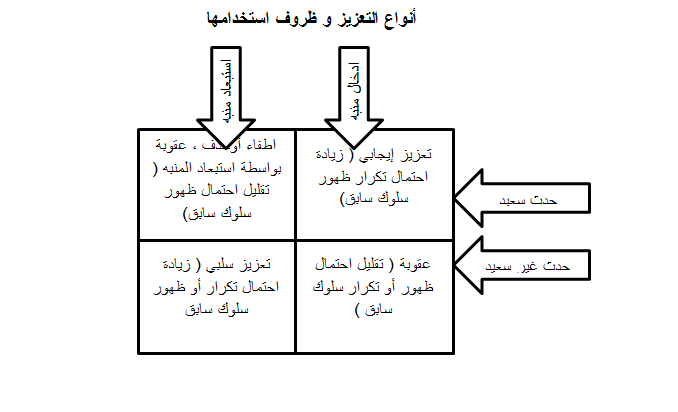 أنواع التعزيز و ظروف استخدامها
ادخال منبه
استبعاد منبه
تعزيز إيجابي ( زيادة
احتمال تكرار ظهور
سلوك سابق)
اطفاء ، عقوبة
بواسطة استبعاد المنبه (
تقليل احتمال ظهور
سلوك سابق)
حدث سعيد
عقوبة ( تقليل احتمال
ظهور أو تكرار سلوك
سابق )
تعزيز سلبي ( زيادة
احتمال تكرار أو ظهور
سلوك سابق
حدث غير سعيد